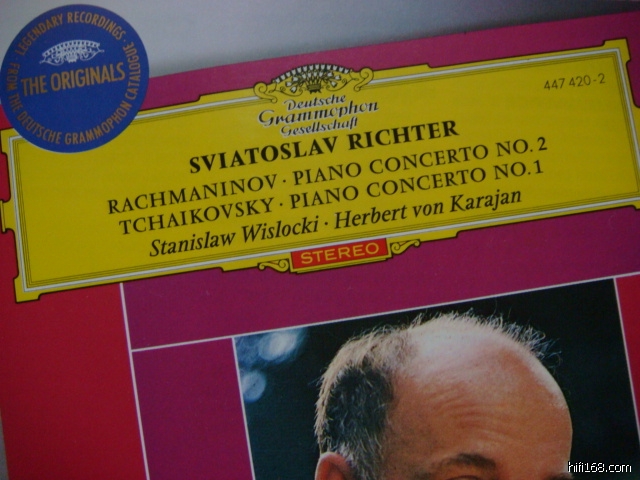 LEGENDARY RECORDINGS
FROM THE DEUTSCHE GRAMMOPHON CATALOGUE
THE ORIGINALS
447 420-2
Deutsche
Grammophon
Gesellschaft
SVIATOSLAV RICHTER
RACHMANINOV · PIANO CONCERTO NO. 2
TCHAIKOVSKY · PIANO CONCERTO NO. 1
Stanislaw Wislocki · Herbert von Karajan
STEREO
hifi168.com